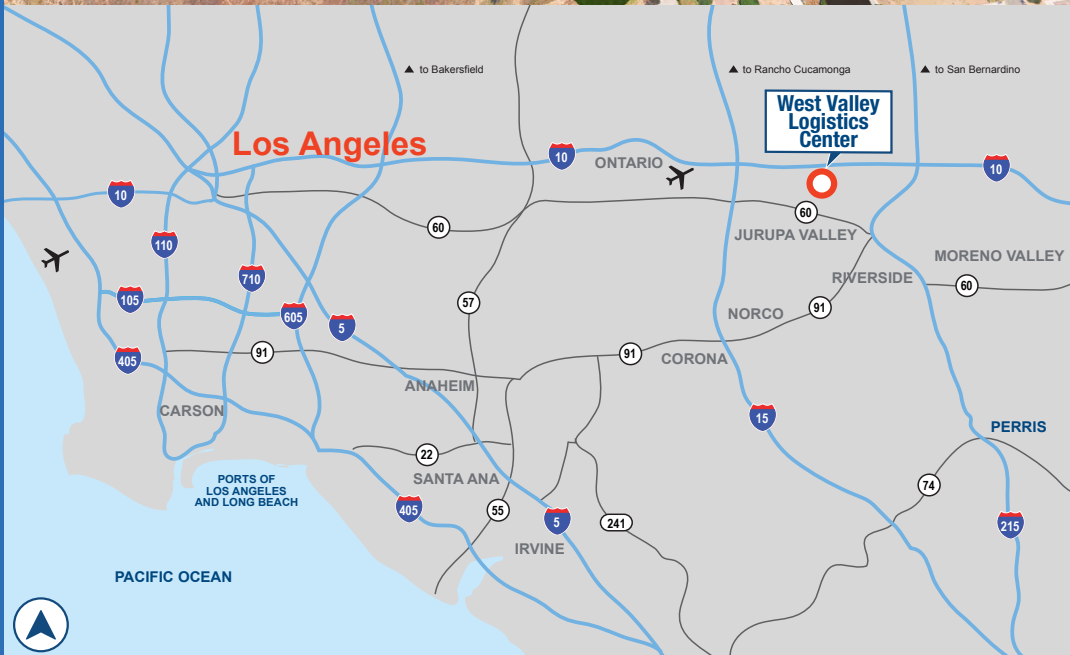 to Bakersfield
to Rancho Cucamonga
to San Bernardino
West Valley
Logistics
Center
Los Angeles
10
ONTARIO
10
10
60
60
JURUPA VALLEY
110
MORENO VALLEY
710
RIVERSIDE
60
105
57
91
605
NORCO
5
405
91
91
CORONA
ANAHEIM
CARSON
15
PERRIS
22
SANTA ANA
PORTS OF
LOS ANGELES
AND LONG BEACH
74
405
55
5
241
215
IRVINE
PACIFIC OCEAN